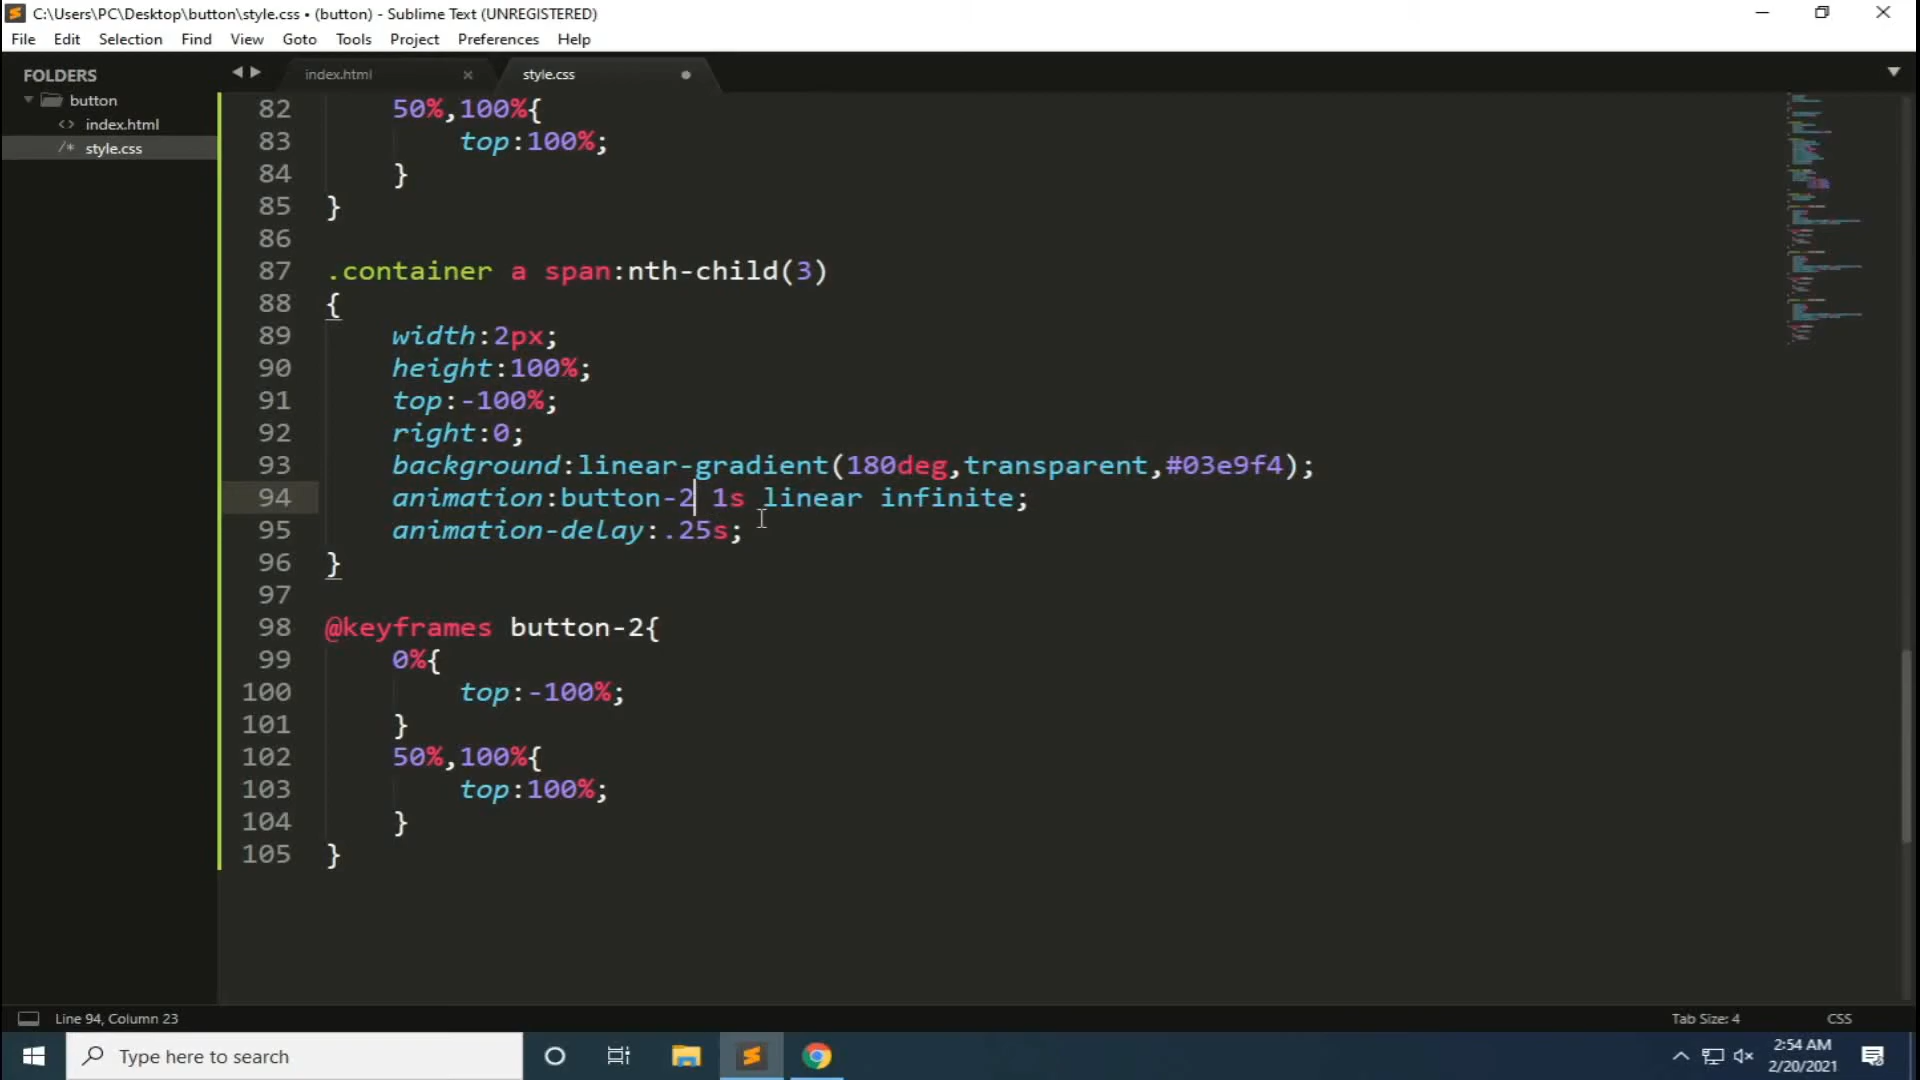 C:\Users\PC\Desktop\button\style.css • (button) - Sublime Text (UNREGISTERED)
File Edit Selection Find View Goto Tools Project Preferences Help
FOLDERS
button
<> index.html
/* style.css
index.html × style.css
82 50%,100%{
83 top:100%;
84 }
85 }
86
87 .container a span:nth-child(3)
88 {
89 width:2px;
90 height:100%;
91 top:-100%;
92 right:0;
93 background:linear-gradient(180deg,transparent,#03e9f4);
94 animation:button-2 1s linear infinite;
95 animation-delay:.25s;
96 }
97
98 @keyframes button-2{
99 0%{
100 top:-100%;
101 }
102 50%,100%{
103 top:100%;
104 }
105 }
Line 94, Column 23
Tab Size: 4
CSS
Type here to search
2:54 AM
2/20/2021